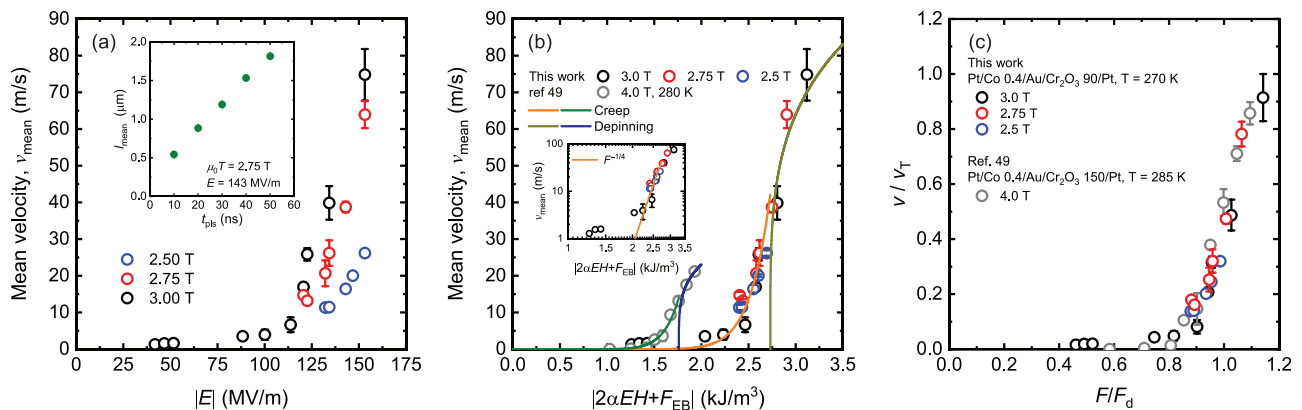 (a)
90
80
70
60
50
40
30
20
10
0
Mean velocity, vmean (m/s)
2.0
1.5
1.0
0.5
0.0
lmean (μm)
μ0T = 2.75 T
E = 143 MV/m
0 10 20 30 40 50 60
tpls (ns)
2.50 T
2.75 T
3.00 T
0 25 50 75 100 125 150 175
|E| (MV/m)
(b)
90
80
70
60
50
40
30
20
10
0
Mean velocity, vmean (m/s)
This work 3.0 T 2.75 T 2.5 T
ref 49 4.0 T, 280 K
Creep
Depinning
100
10
1
vmean (m/s)
F−1/4
1 1.5 2 2.5 3 3.5
|2αEH+FEB| (kJ/m3)
0.0 0.5 1.0 1.5 2.0 2.5 3.0 3.5
|2αEH+FEB| (kJ/m3)
(c)
1.2
1.0
0.8
0.6
0.4
0.2
0.0
v / vT
This work
Pt/Co 0.4/Au/Cr2O3 90/Pt, T = 270 K
3.0 T
2.75 T
2.5 T
Ref. 49
Pt/Co 0.4/Au/Cr2O3 150/Pt, T = 285 K
4.0 T
0.0 0.2 0.4 0.6 0.8 1.0 1.2
F/Fd